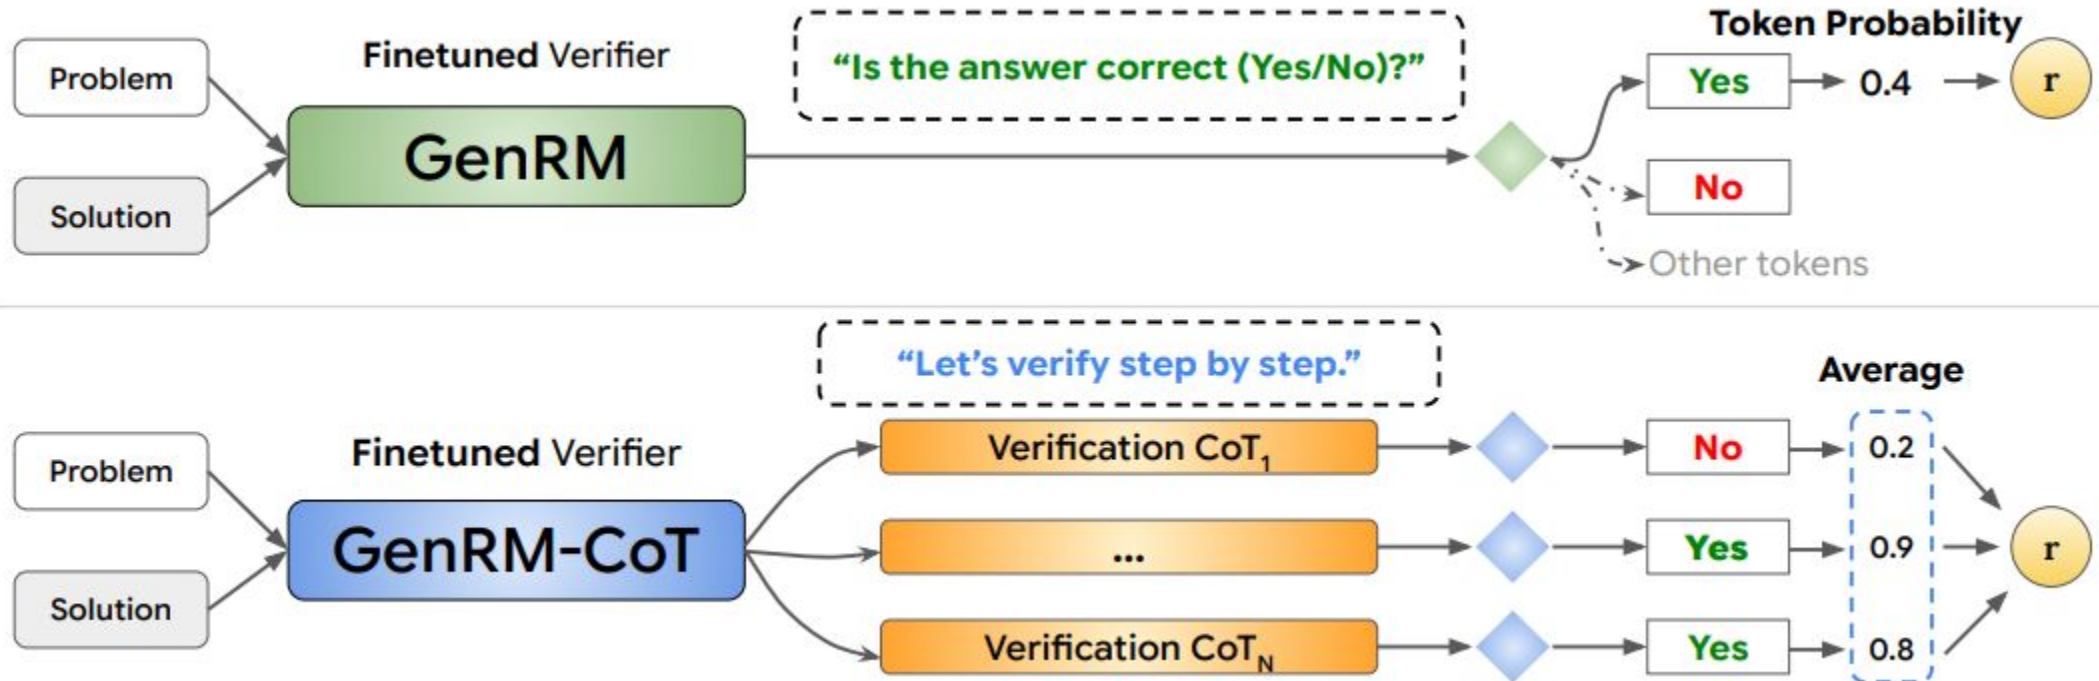 Problem
Solution
Finetuned Verifier
GenRM
“Is the answer correct (Yes/No)?”
Token Probability
Yes
0.4
r
No
Other tokens
Problem
Solution
Finetuned Verifier
GenRM-CoT
“Let’s verify step by step.”
Average
Verification CoT1
No
0.2
...
Yes
0.9
r
Verification CoTN
Yes
0.8